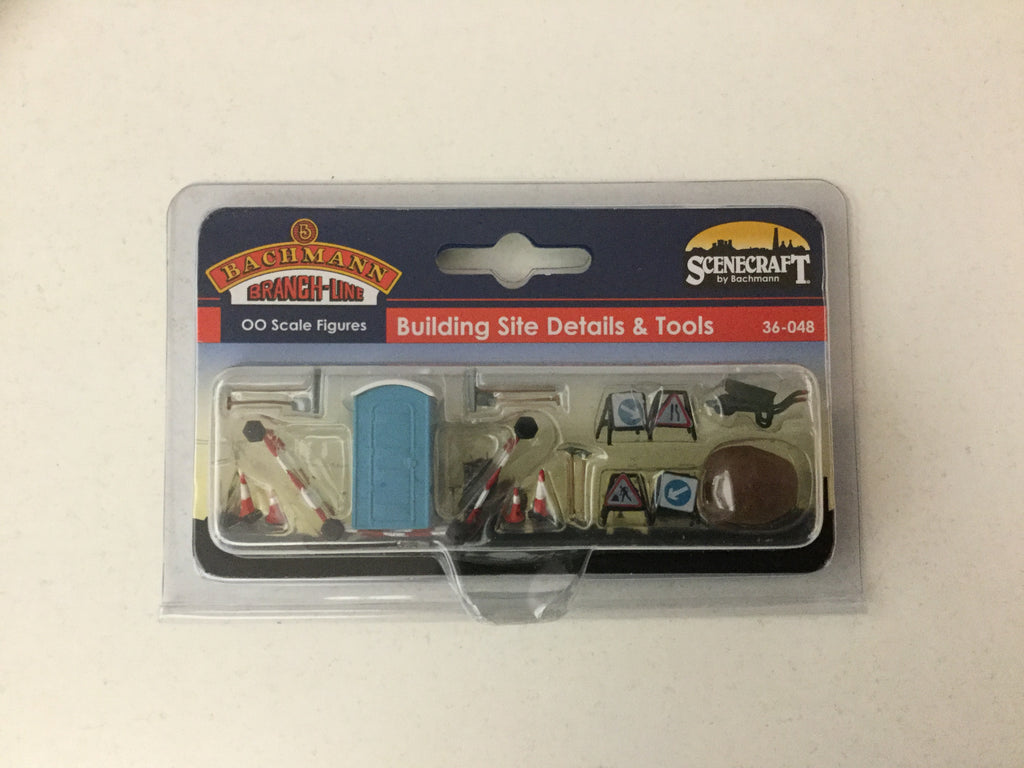 B
BACHMANN
BRANCH-LINE
SCENECRAFT
by Bachmann
OO Scale Figures
Building Site Details & Tools
36-048